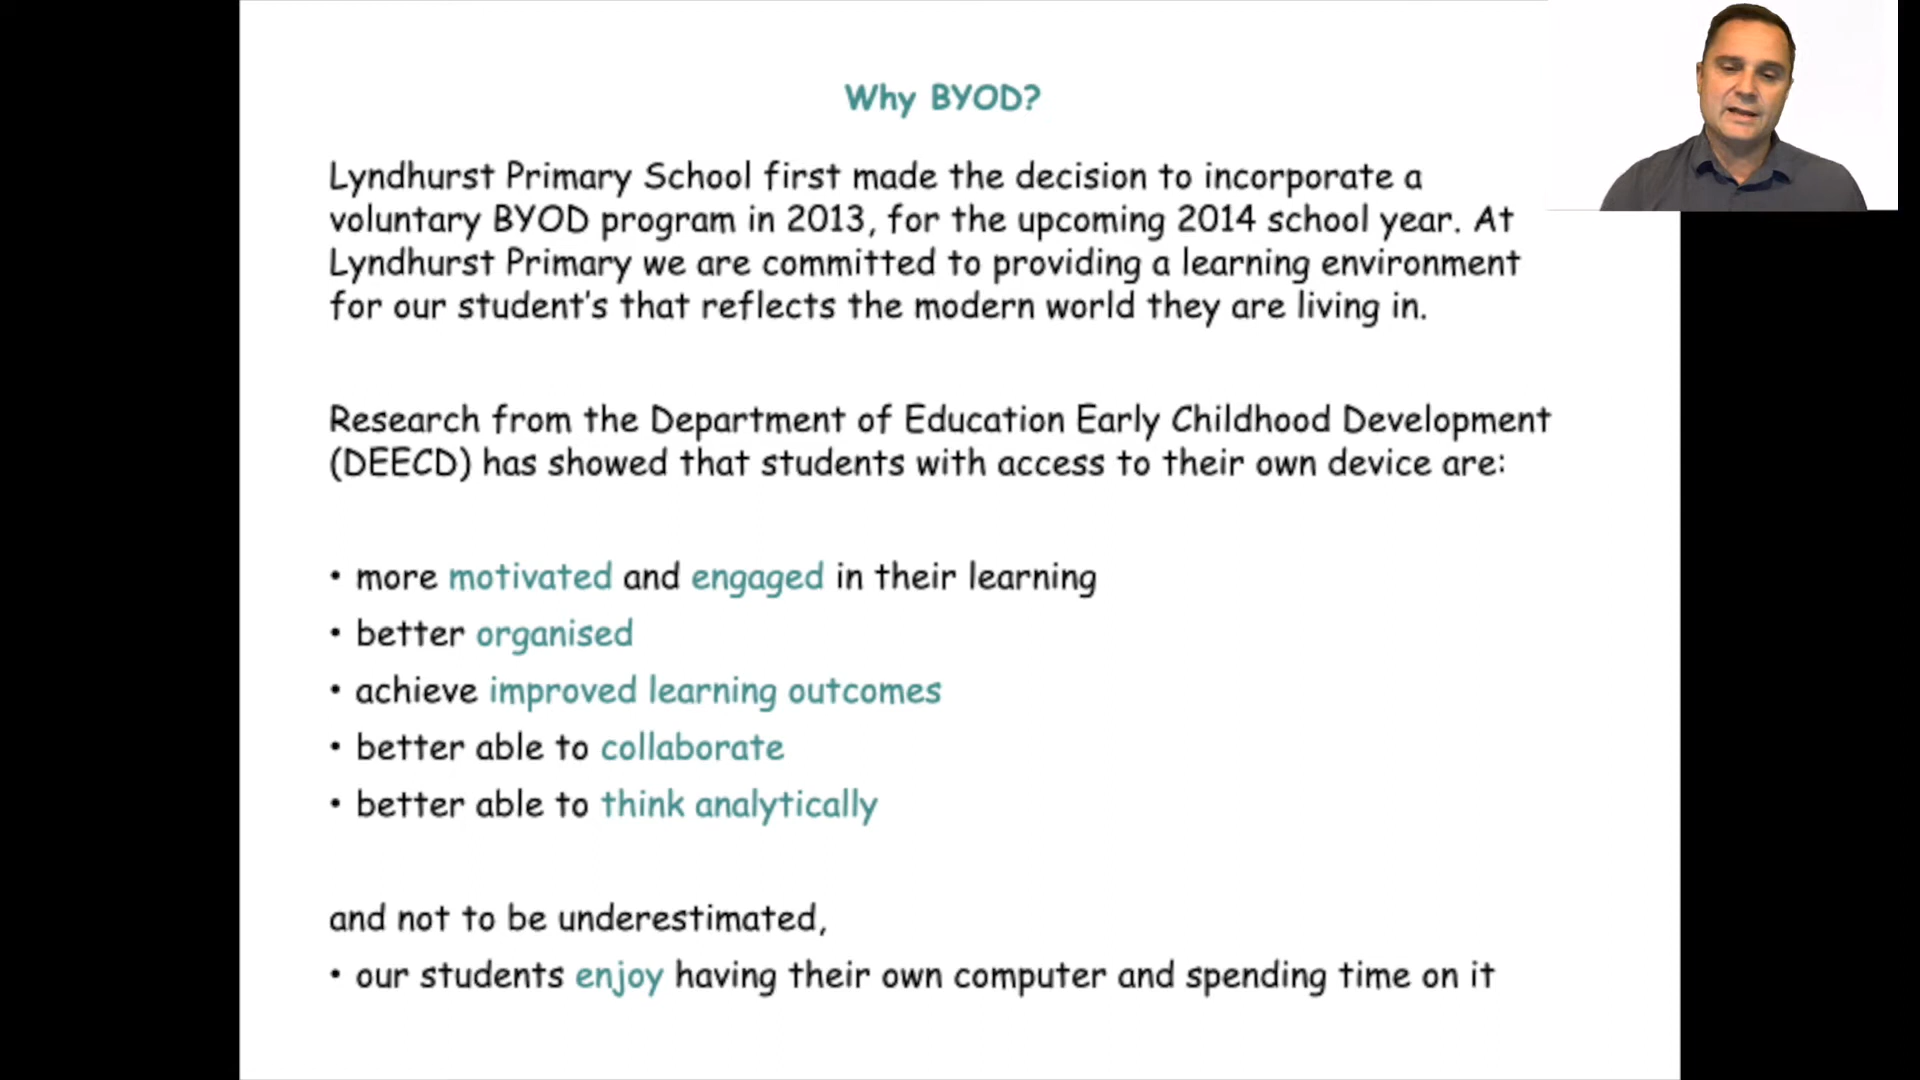 Why BYOD?
Lyndhurst Primary School first made the decision to incorporate a
voluntary BYOD program in 2013, for the upcoming 2014 school year. At
Lyndhurst Primary we are committed to providing a learning environment
for our student's that reflects the modern world they are living in.
Research from the Department of Education Early Childhood Development
(DEECD) has showed that students with access to their own device are:
• more motivated and engaged in their learning
• better organised
• achieve improved learning outcomes
• better able to collaborate
• better able to think analytically
and not to be underestimated,
• our students enjoy having their own computer and spending time on it